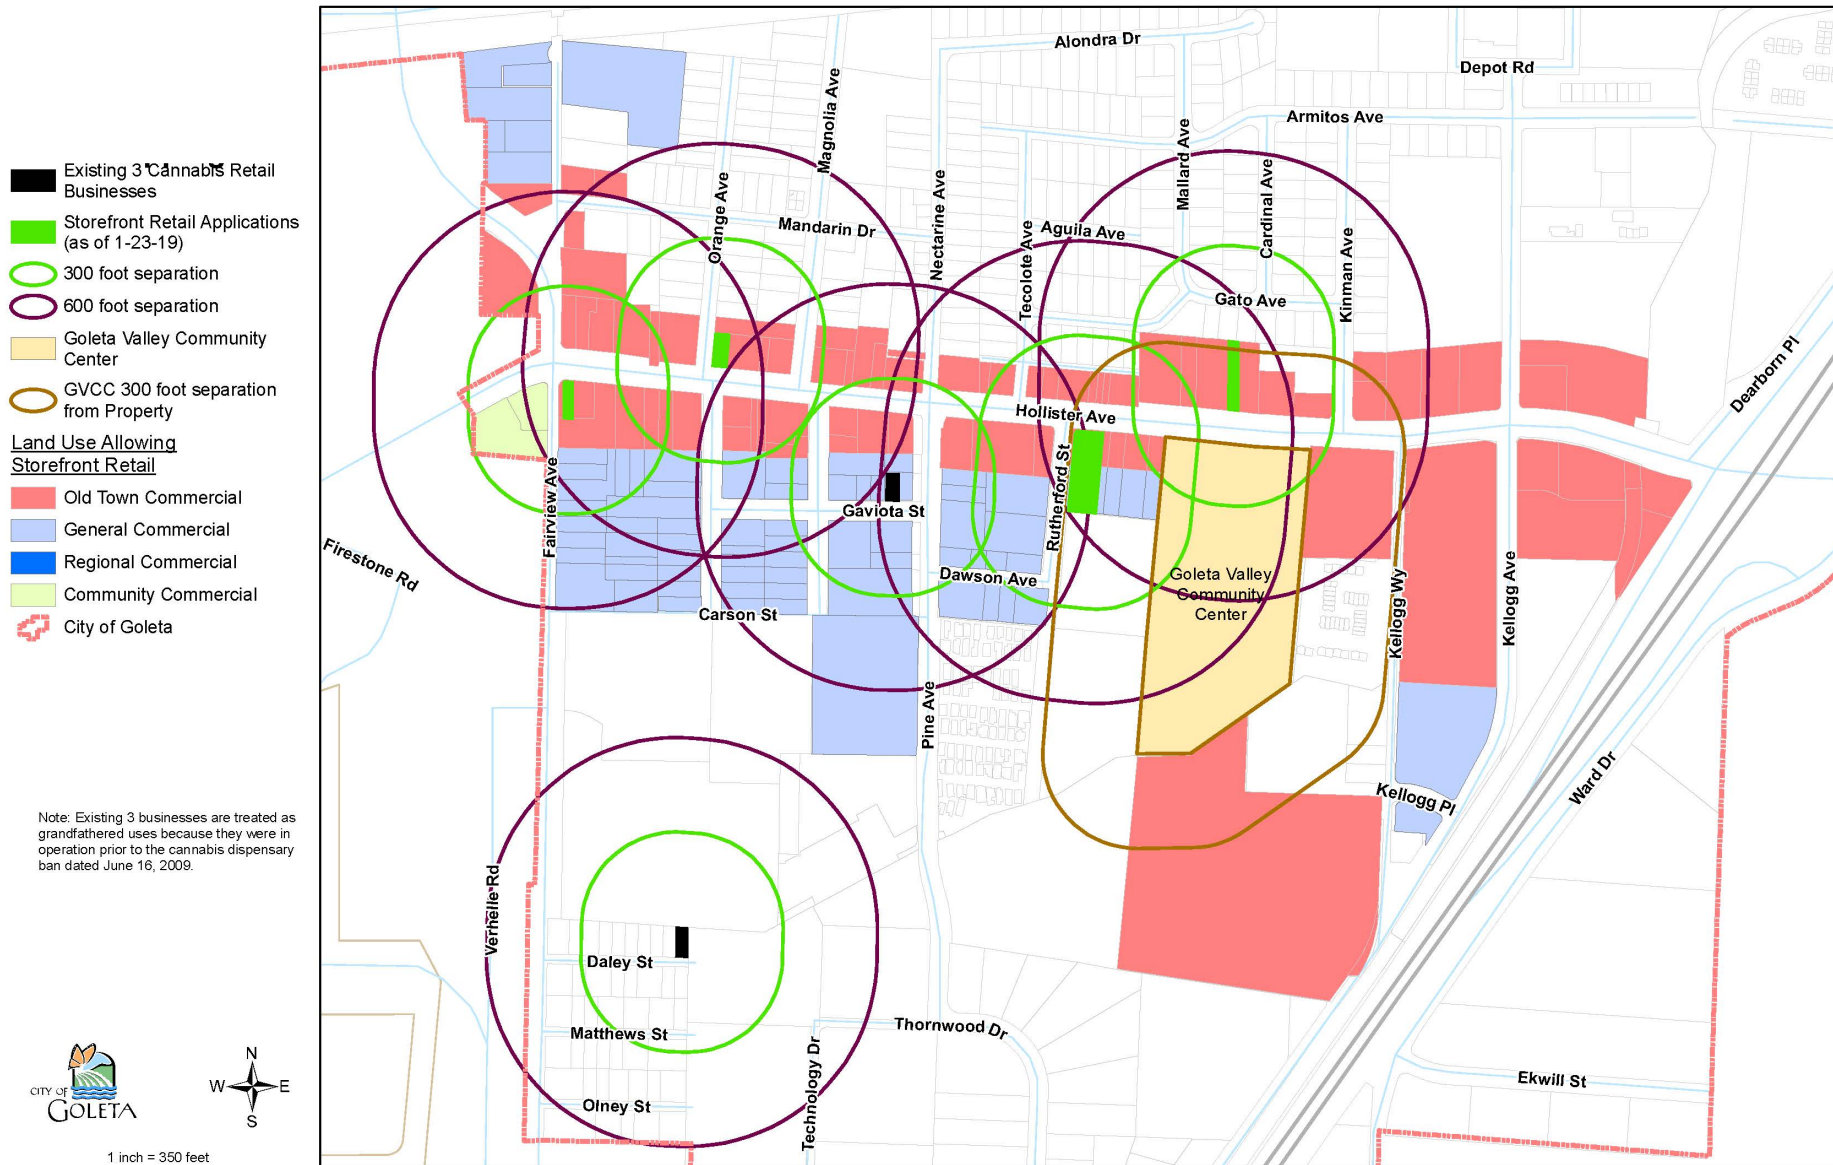 Existing 3 Cannabis Retail
Businesses
Storefront Retail Applications
(as of 1-23-19)
300 foot separation
600 foot separation
Goleta Valley Community
Center
GVCC 300 foot separation
from Property
Land Use Allowing
Storefront Retail
Old Town Commercial
General Commercial
Regional Commercial
Community Commercial
City of Goleta
Note: Existing 3 businesses are treated as
grandfathered uses because they were in
operation prior to the cannabis dispensary
ban dated June 16, 2009.
CITY OF
GOLETA
N
W
E
S
1 inch = 350 feet
Alondra Dr
Depot Rd
Armitos Ave
Magnolia Ave
Mallard Ave
Cardinal Ave
Orange Ave
Nectarine Ave
Mandarin Dr
Aguila Ave
Tecolote Ave
Kinman Ave
Gato Ave
Dearborn Pl
Hollister Ave
Rutherford St
Fairview Ave
Gaviota St
Firestone Rd
Dawson Ave
Goleta Valley
Community
Center
Carson St
Kellogg Wy
Kellogg Ave
Pine Ave
Kellogg Pl
Ward Dr
Verhelle Rd
Daley St
Matthews St
Thornwood Dr
Technology Dr
Olney St
Ekwill St